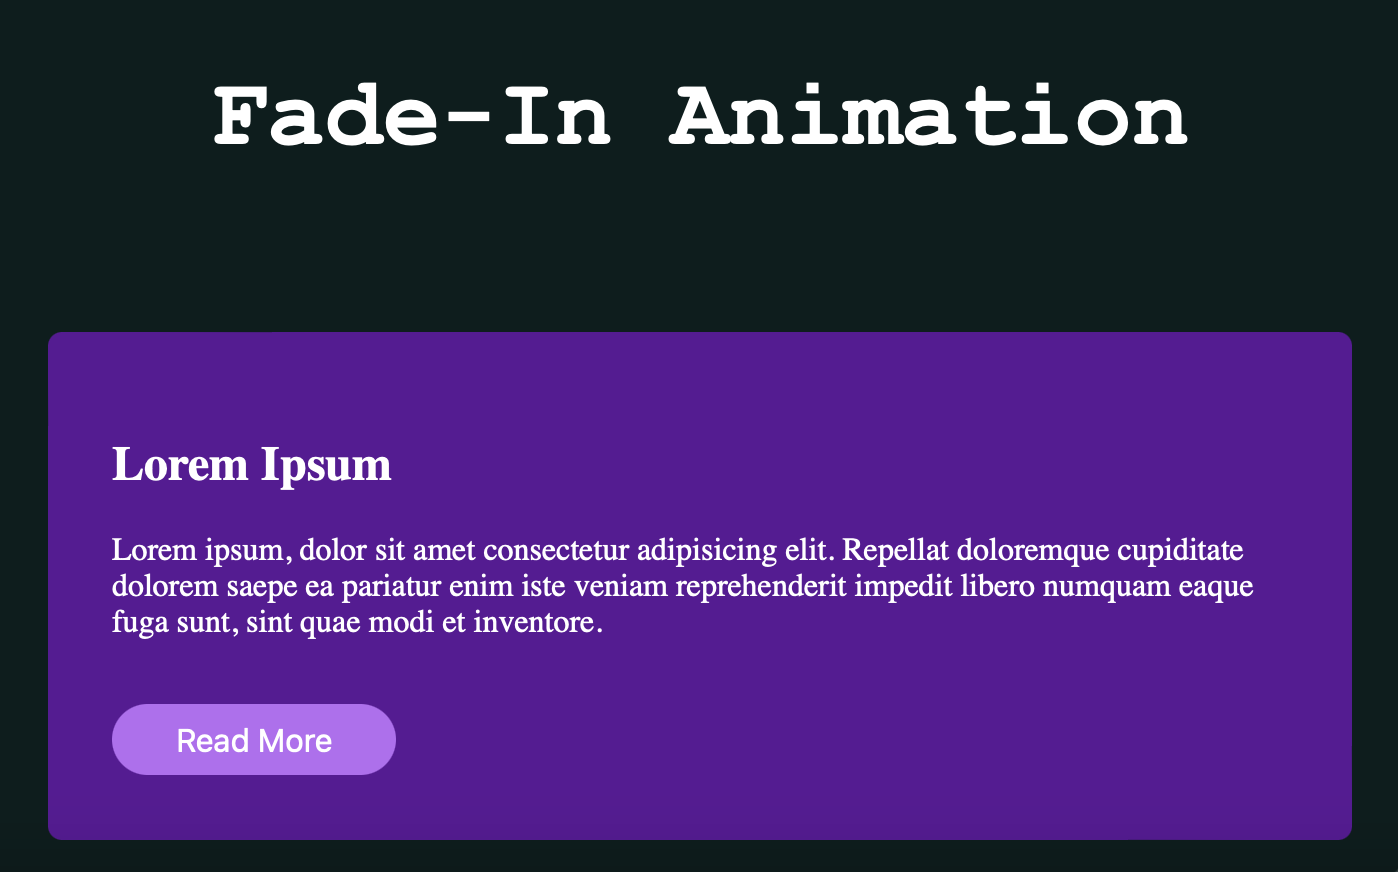 Fade-In Animation
Lorem Ipsum
Lorem ipsum, dolor sit amet consectetur adipisicing elit. Repellat doloremque cupiditate
dolorem saepe ea pariatur enim iste veniam reprehenderit impedit libero numquam eaque
fuga sunt, sint quae modi et inventore.
Read More